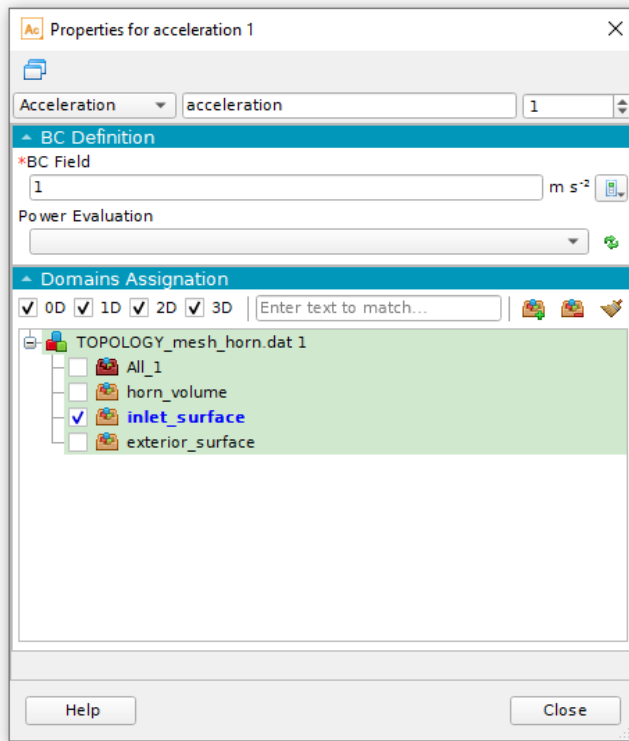 Ac Properties for acceleration 1
Acceleration acceleration 1
BC Definition
*BC Field
1 m s⁻²
Power Evaluation
Domains Assignation
0D 1D 2D 3D Enter text to match...
TOPOLOGY_mesh_horn.dat 1
All_1
horn_volume
inlet_surface
exterior_surface
Help Close